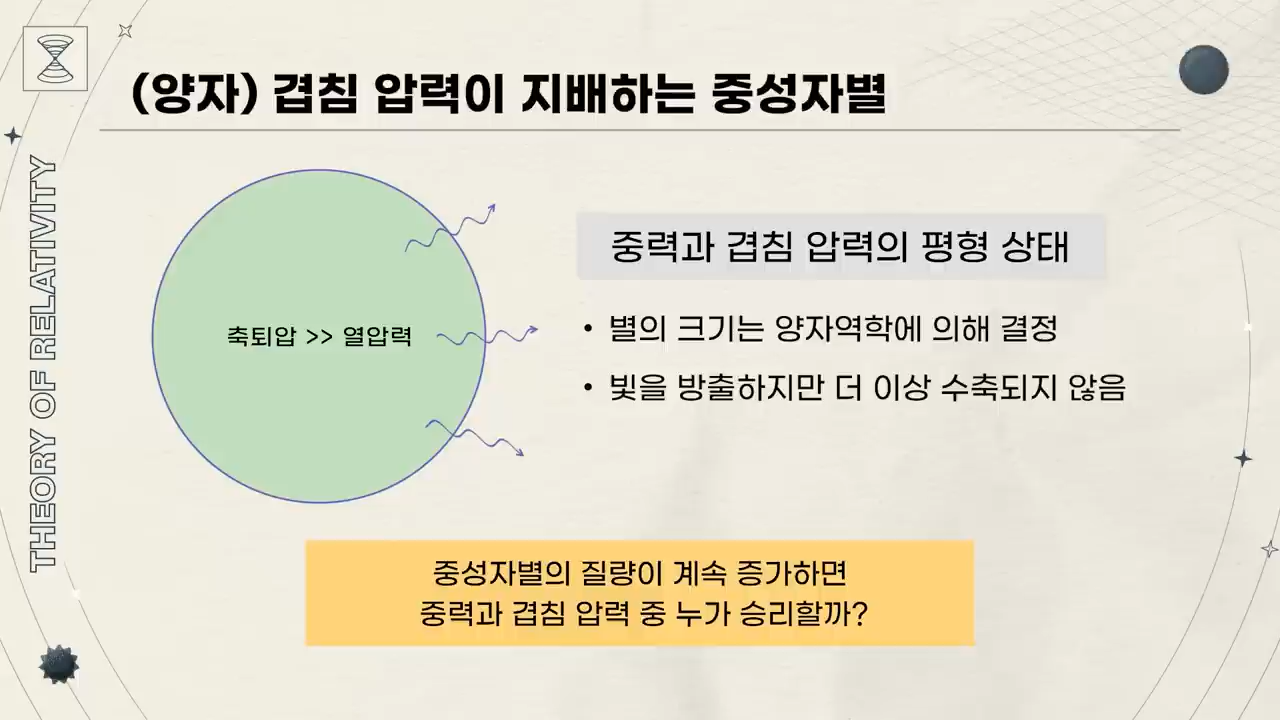 (양자) 겹침 압력이 지배하는 중성자별
THEORY OF RELATIVITY
축퇴압 >> 열압력
중력과 겹침 압력의 평형 상태
• 별의 크기는 양자역학에 의해 결정
• 빛을 방출하지만 더 이상 수축되지 않음
중성자별의 질량이 계속 증가하면
중력과 겹침 압력 중 누가 승리할까?